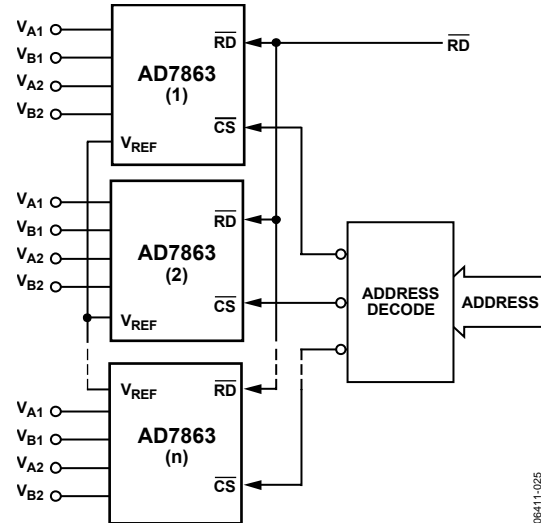 VA1
VB1
VA2
VB2
VREF
AD7863
(1)
RD
CS
RD
VA1
VB1
VA2
VB2
VREF
AD7863
(2)
RD
CS
ADDRESS
DECODE
ADDRESS
VREF
VA1
VB1
VA2
VB2
AD7863
(n)
RD
CS
06411-025